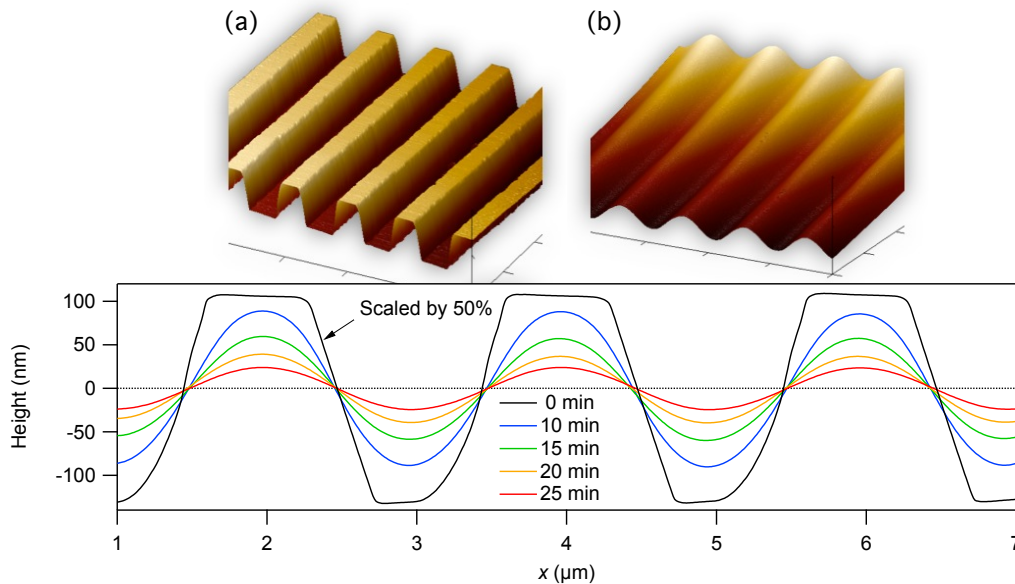 (a)
(b)
Scaled by 50%
Height (nm)
100
50
0
-50
-100
0 min
10 min
15 min
20 min
25 min
1 2 3 4 5 6 7
x (µm)